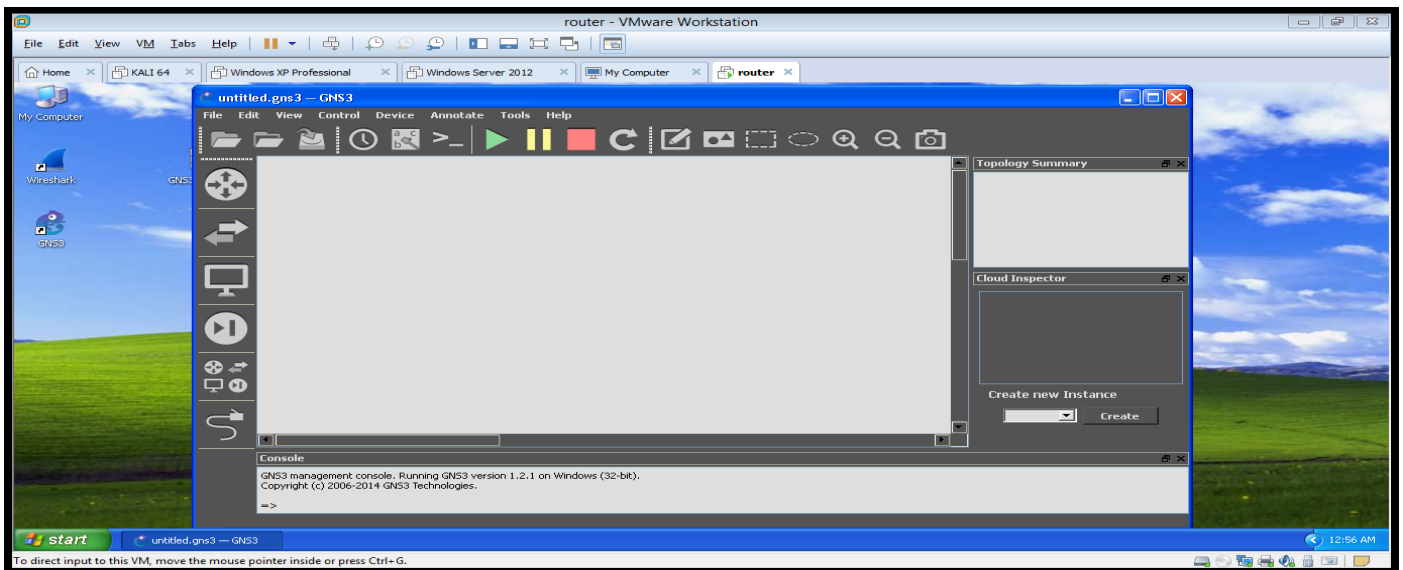 router - VMware Workstation
File Edit View VM Tabs Help
Home KALI 64 Windows XP Professional Windows Server 2012 My Computer router
My Computer
Wireshark
GNS3
GNS3
untitled.gns3 — GNS3
File Edit View Control Device Annotate Tools Help
Topology Summary
Cloud Inspector
Create new Instance
Create
Console
GNS3 management console. Running GNS3 version 1.2.1 on Windows (32-bit).
Copyright (c) 2006-2014 GNS3 Technologies.
=>
start untitled.gns3 — GNS3 12:56 AM
To direct input to this VM, move the mouse pointer inside or press Ctrl+G.